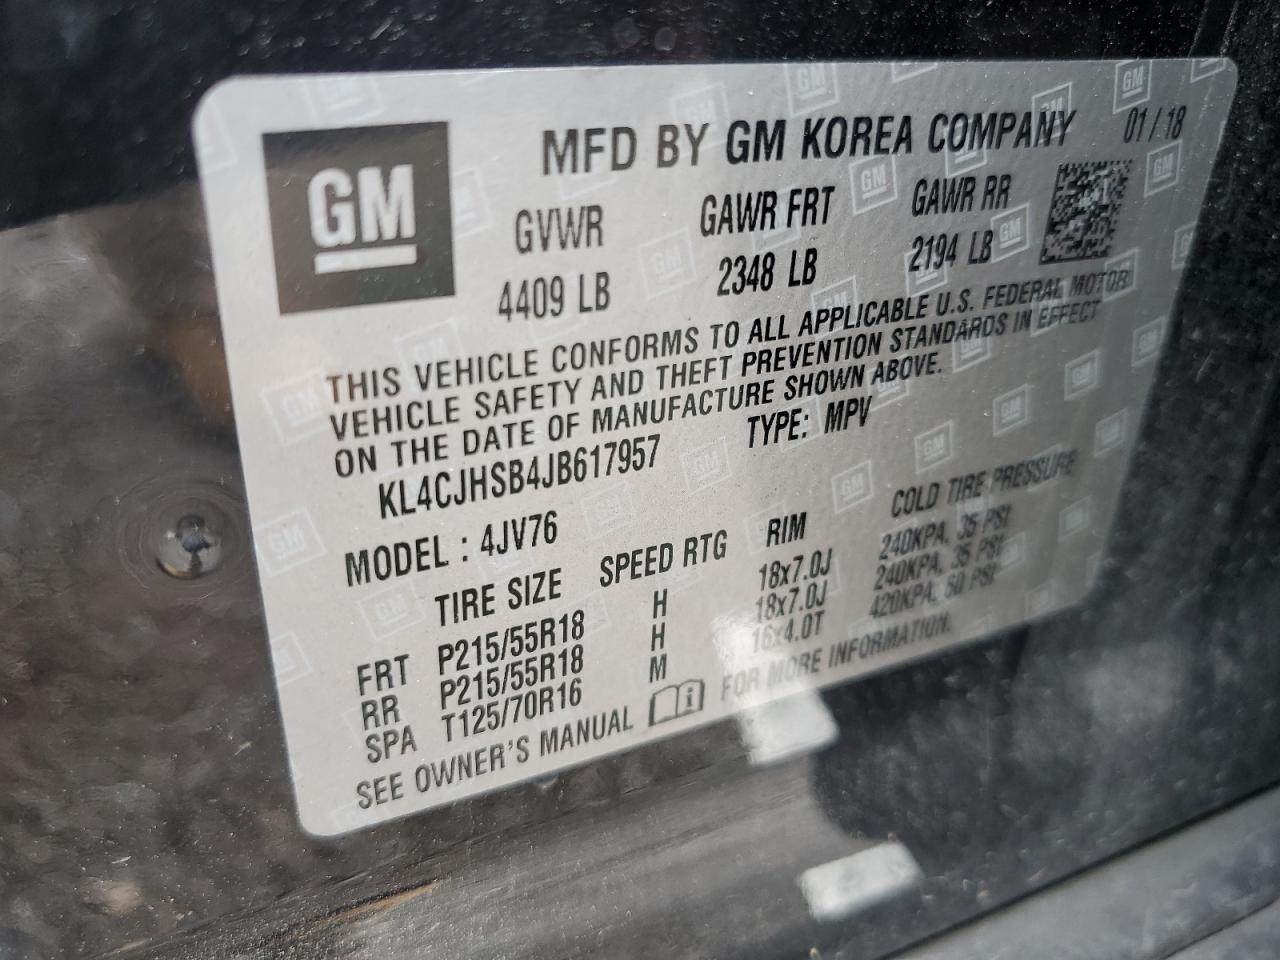 GM
MFD BY GM KOREA COMPANY 01/18
GVWR GAWR FRT GAWR RR
4409 LB 2348 LB 2194 LB
THIS VEHICLE CONFORMS TO ALL APPLICABLE U.S. FEDERAL MOTOR
VEHICLE SAFETY AND THEFT PREVENTION STANDARDS IN EFFECT
ON THE DATE OF MANUFACTURE SHOWN ABOVE.
KL4CJHSB4JB617957 TYPE: MPV
MODEL : 4JV76
TIRE SIZE SPEED RTG RIM COLD TIRE PRESSURE
FRT P215/55R18 H 18x7.0J 240KPA, 35 PSI
RR P215/55R18 H 18x7.0J 240KPA, 35 PSI
SPA T125/70R16 M 16x4.0T 420KPA, 60 PSI
SEE OWNER'S MANUAL FOR MORE INFORMATION.